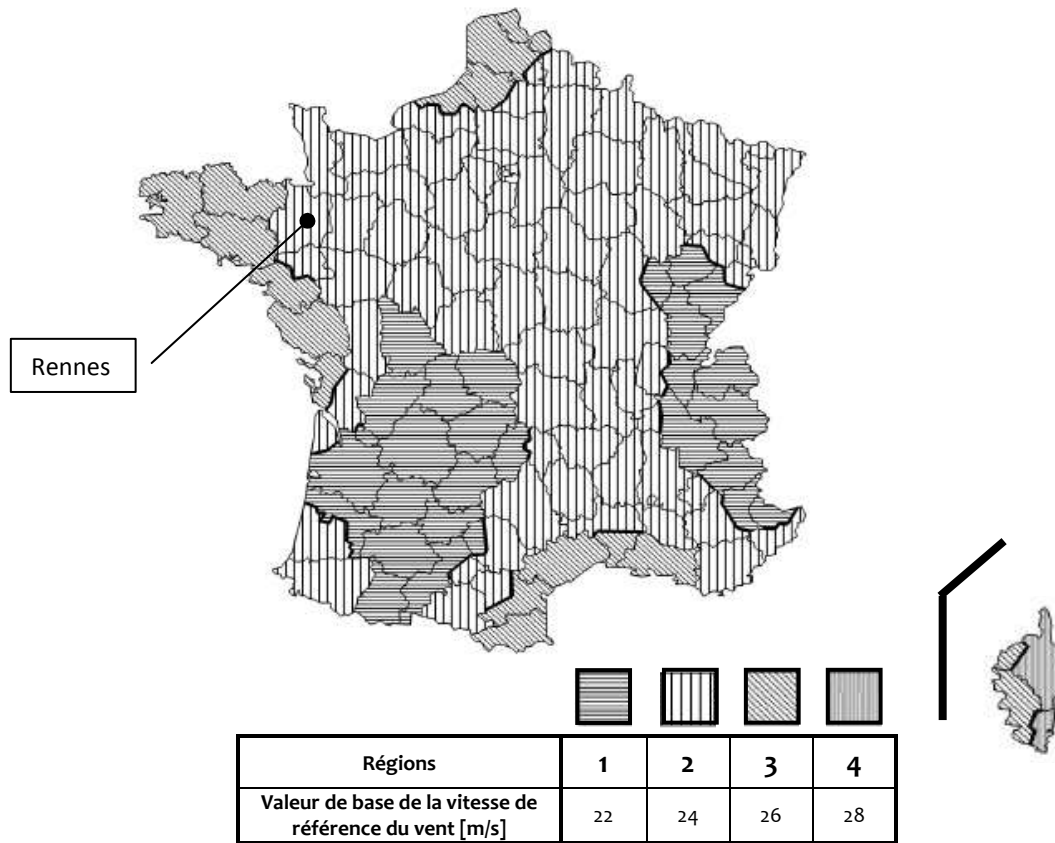 Rennes
Régions 1 2 3 4
Valeur de base de la vitesse de
référence du vent [m/s] 22 24 26 28